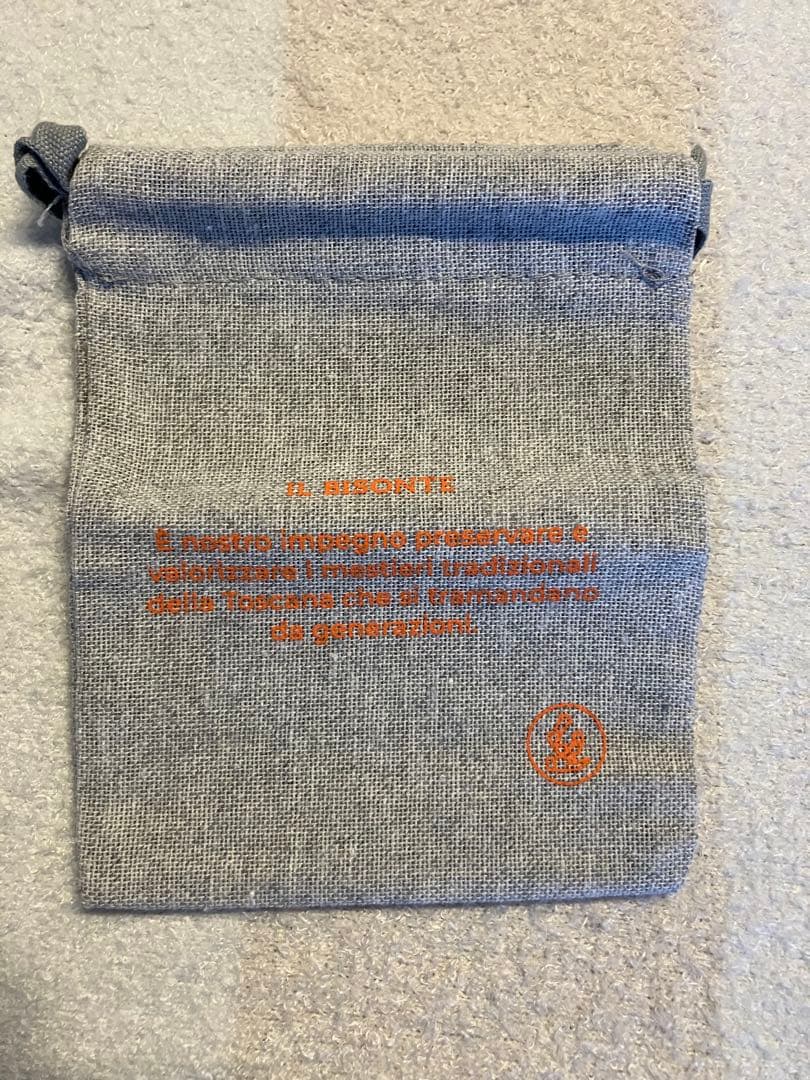 IL BISONTE
È nostro impegno preservare e
valorizzare i mestieri tradizionali
della Toscana che si tramandano
da generazioni.